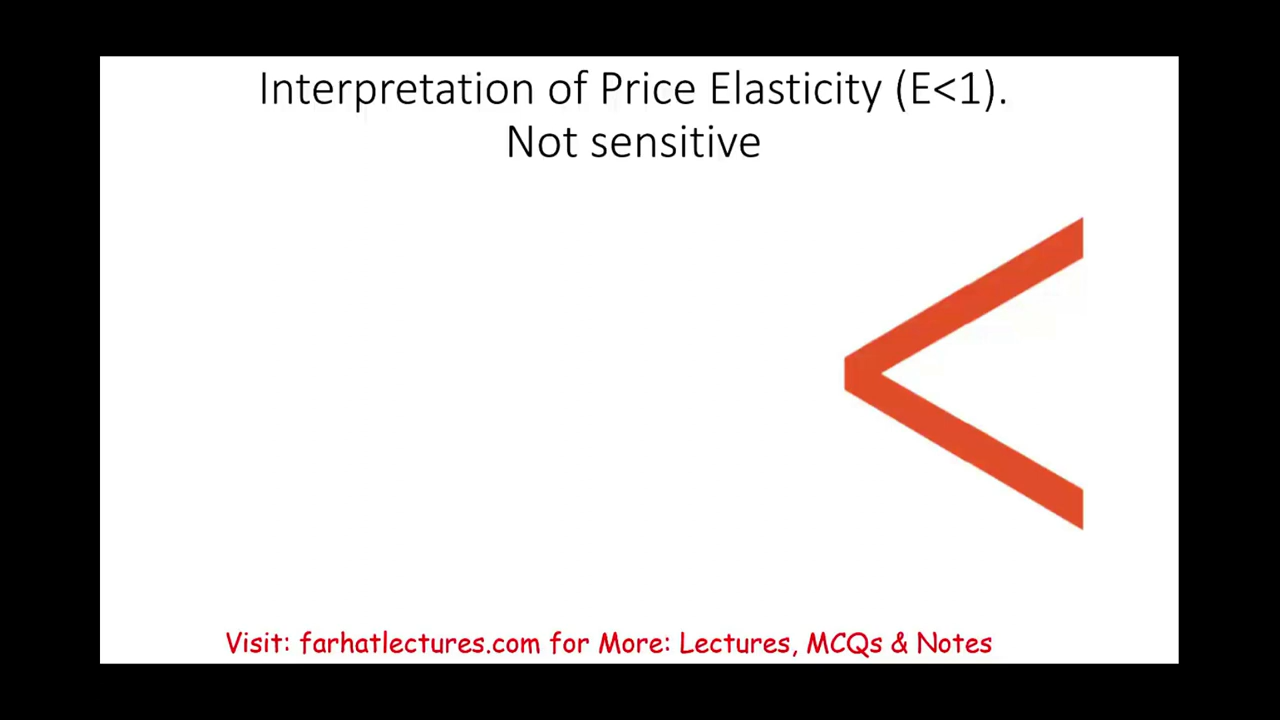 Interpretation of Price Elasticity (E<1).
Not sensitive
Visit: farhatlectures.com for More: Lectures, MCQs & Notes